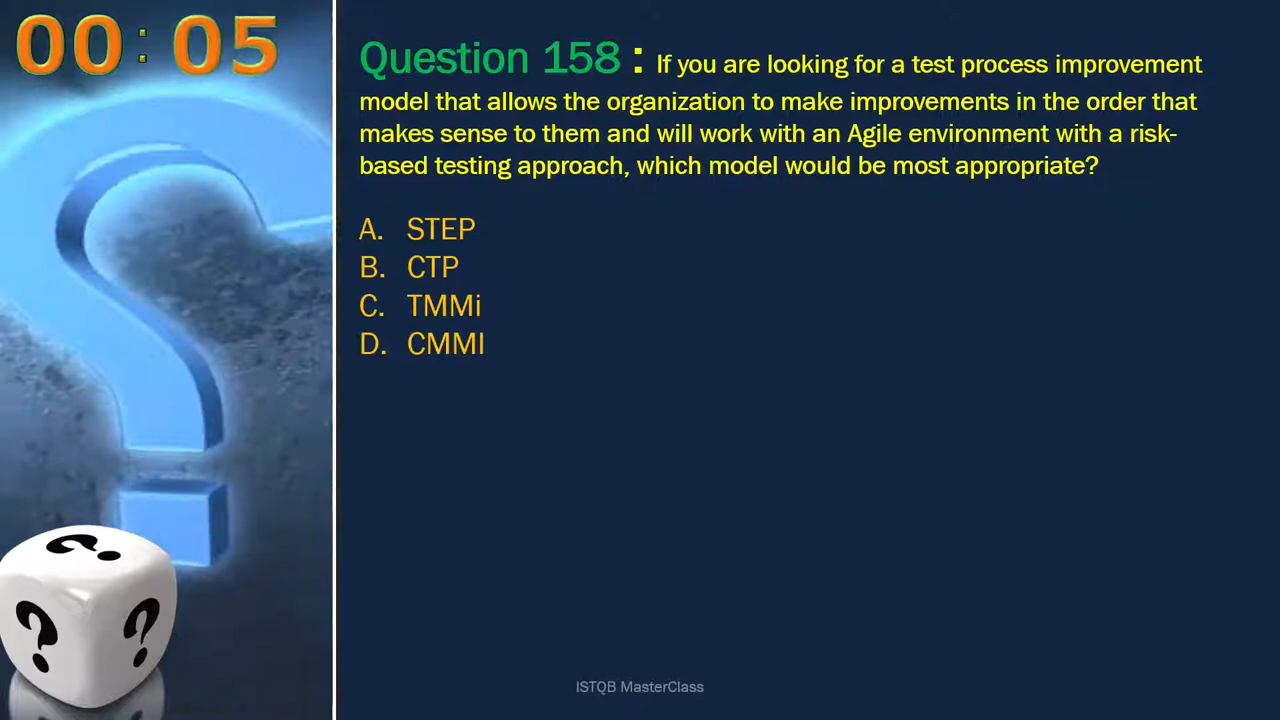 00:05
Question 158 : If you are looking for a test process improvement
model that allows the organization to make improvements in the order that
makes sense to them and will work with an Agile environment with a risk-
based testing approach, which model would be most appropriate?
A. STEP
B. CTP
C. TMMi
D. CMMI
? ? ?
ISTQB MasterClass